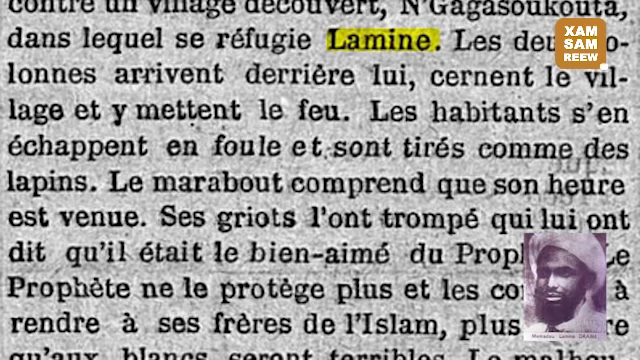 contre un village découvert, N'Gagasoukouta,
dans lequel se réfugie Lamine. Les deux co-
lonnes arrivent derrière lui, cernent le vil-
lage et y mettent le feu. Les habitants s'en
échappent en foule et sont tirés comme des
lapins. Le marabout comprend que son heure
est venue. Ses griots l'ont trompé qui lui ont
dit qu'il était le bien-aimé du Prop Le
Prophète ne le protège plus et les co à
rendre à ses frères de l'Islam, plus re
qu'aux blancs seront terribles. Le malheu-
XAM
SAM
REEW